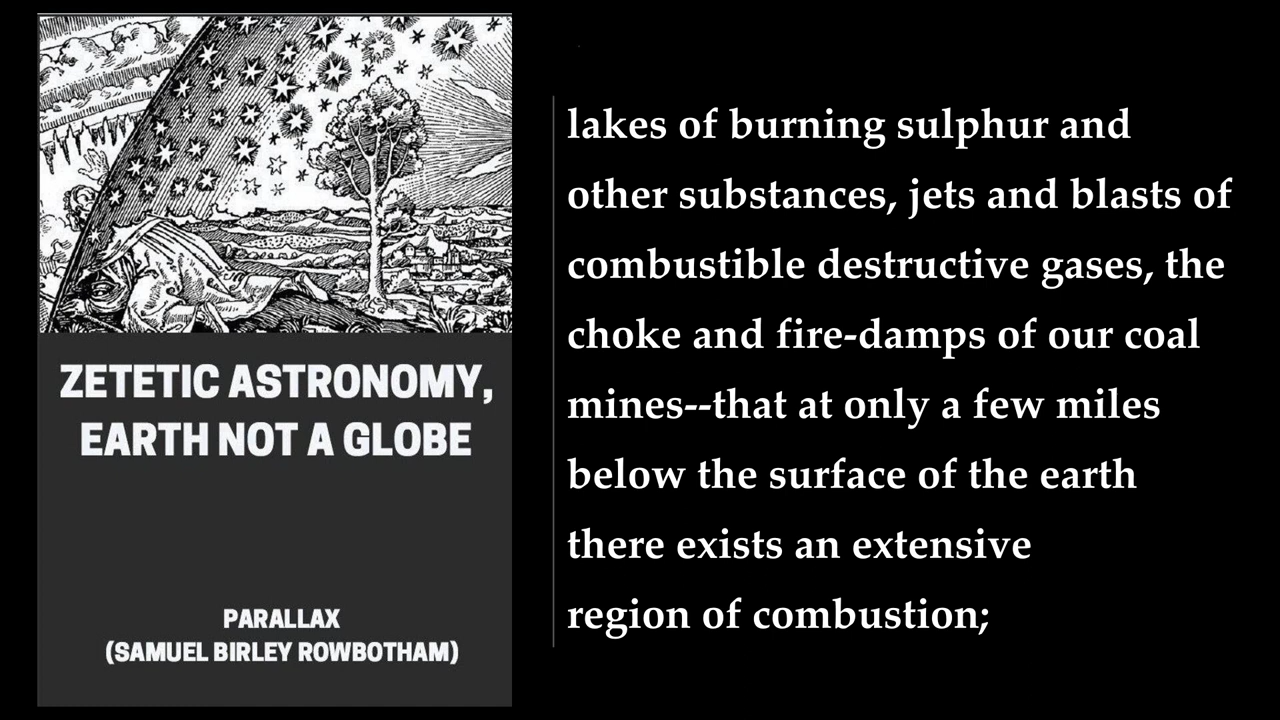 ZETETIC ASTRONOMY,
EARTH NOT A GLOBE
PARALLAX
(SAMUEL BIRLEY ROWBOTHAM)
lakes of burning sulphur and
other substances, jets and blasts of
combustible destructive gases, the
choke and fire-damps of our coal
mines--that at only a few miles
below the surface of the earth
there exists an extensive
region of combustion;